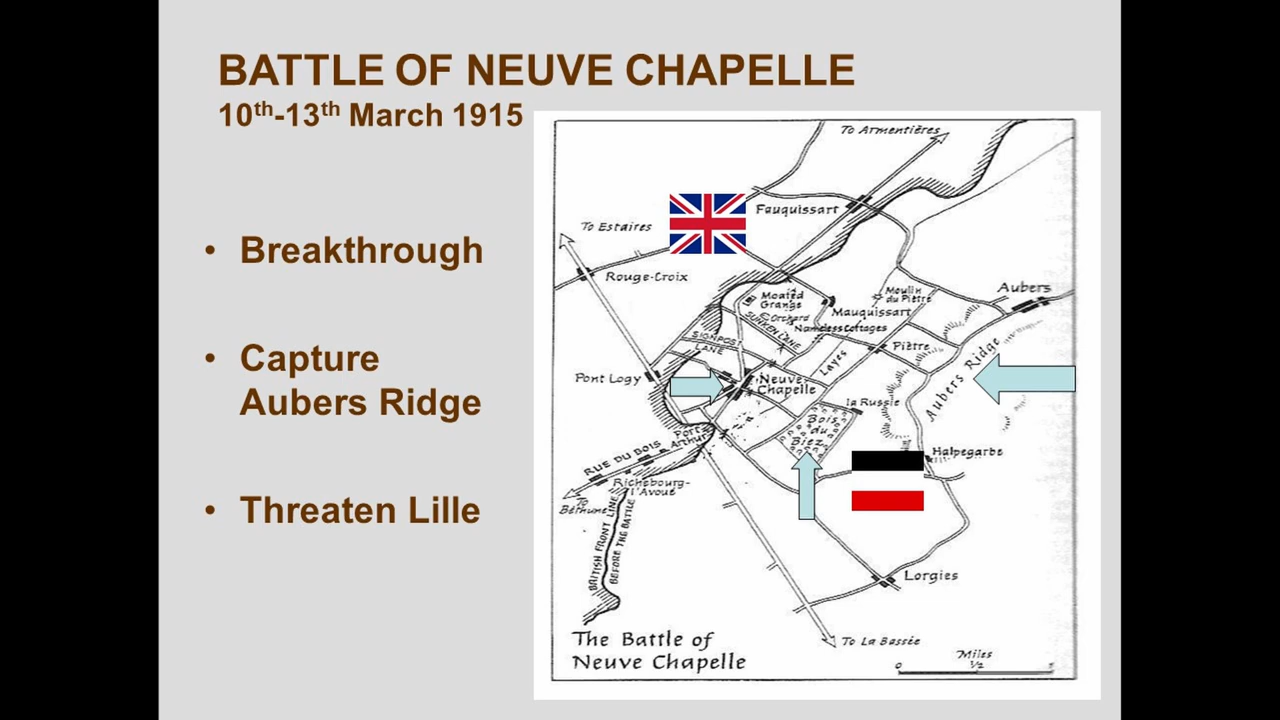 BATTLE OF NEUVE CHAPELLE
10th-13th March 1915
• Breakthrough
• Capture
Aubers Ridge
• Threaten Lille
To Armentières
Fauquissart
To Estaires
Rouge-Croix
Moated
Grange
Moulin
du Piètre
Aubers
Orchard
Mauquissart
SUNKEN LANE
Nameless Cottages
SIGNPOST
LANE
Layes
Piètre
Aubers Ridge
Pont Logy
Neuve
Chapelle
la Russie
Bois
du
Biez
Port
Arthur
RUE DU BOIS
Halpegarbe
Richebourg-
l'Avoué
To
Béthune
BRITISH FRONT LINE
BEFORE THE BATTLE
Lorgies
To La Bassée
The Battle of
Neuve Chapelle
Miles
0 ½ 1